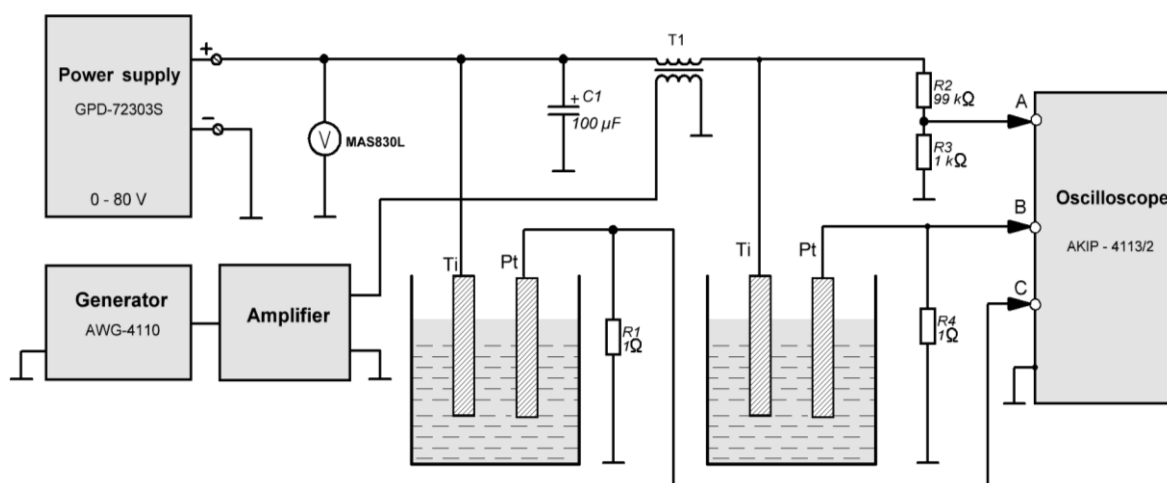 Power supply
GPD-72303S
0 - 80 V
+
−
V
MAS830L
+ C1
100 μF
T1
R2
99 kΩ
R3
1 kΩ
A
B
C
Oscilloscope
AKIP - 4113/2
Generator
AWG-4110
Amplifier
Ti
Pt
R1
1Ω
Ti
Pt
R4
1Ω